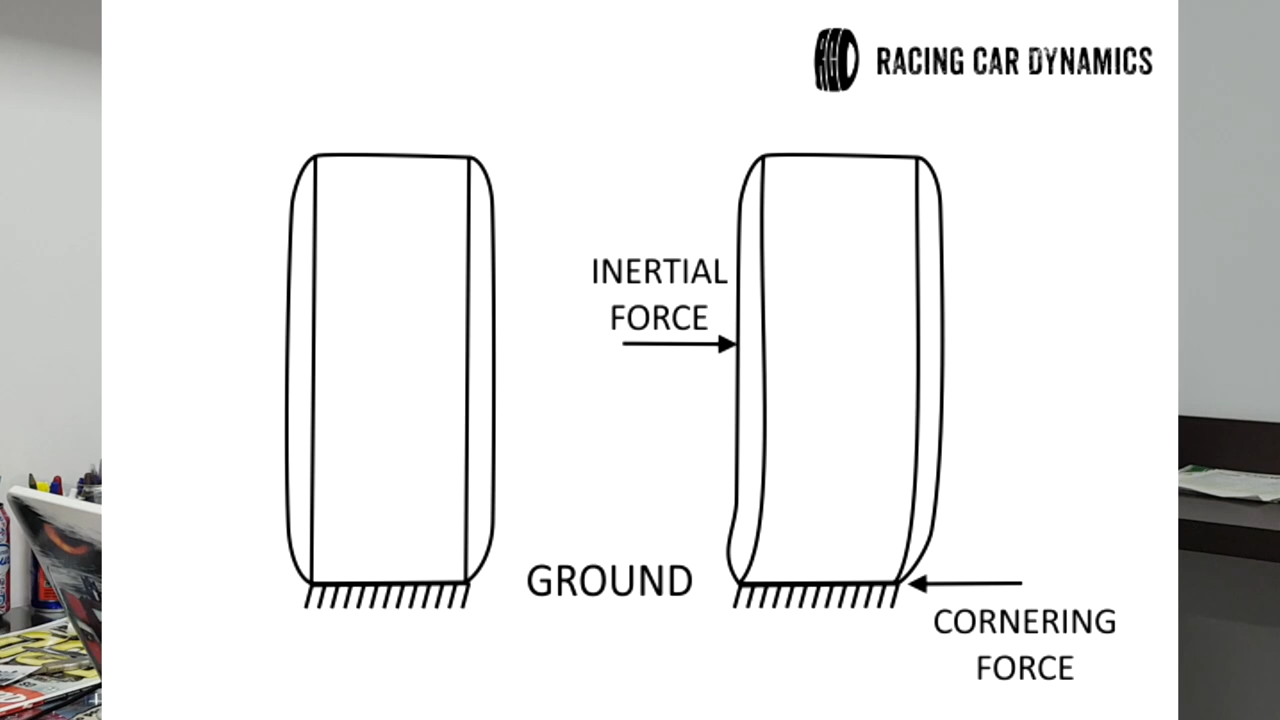 RACING CAR DYNAMICS
INERTIAL
FORCE
GROUND
CORNERING
FORCE